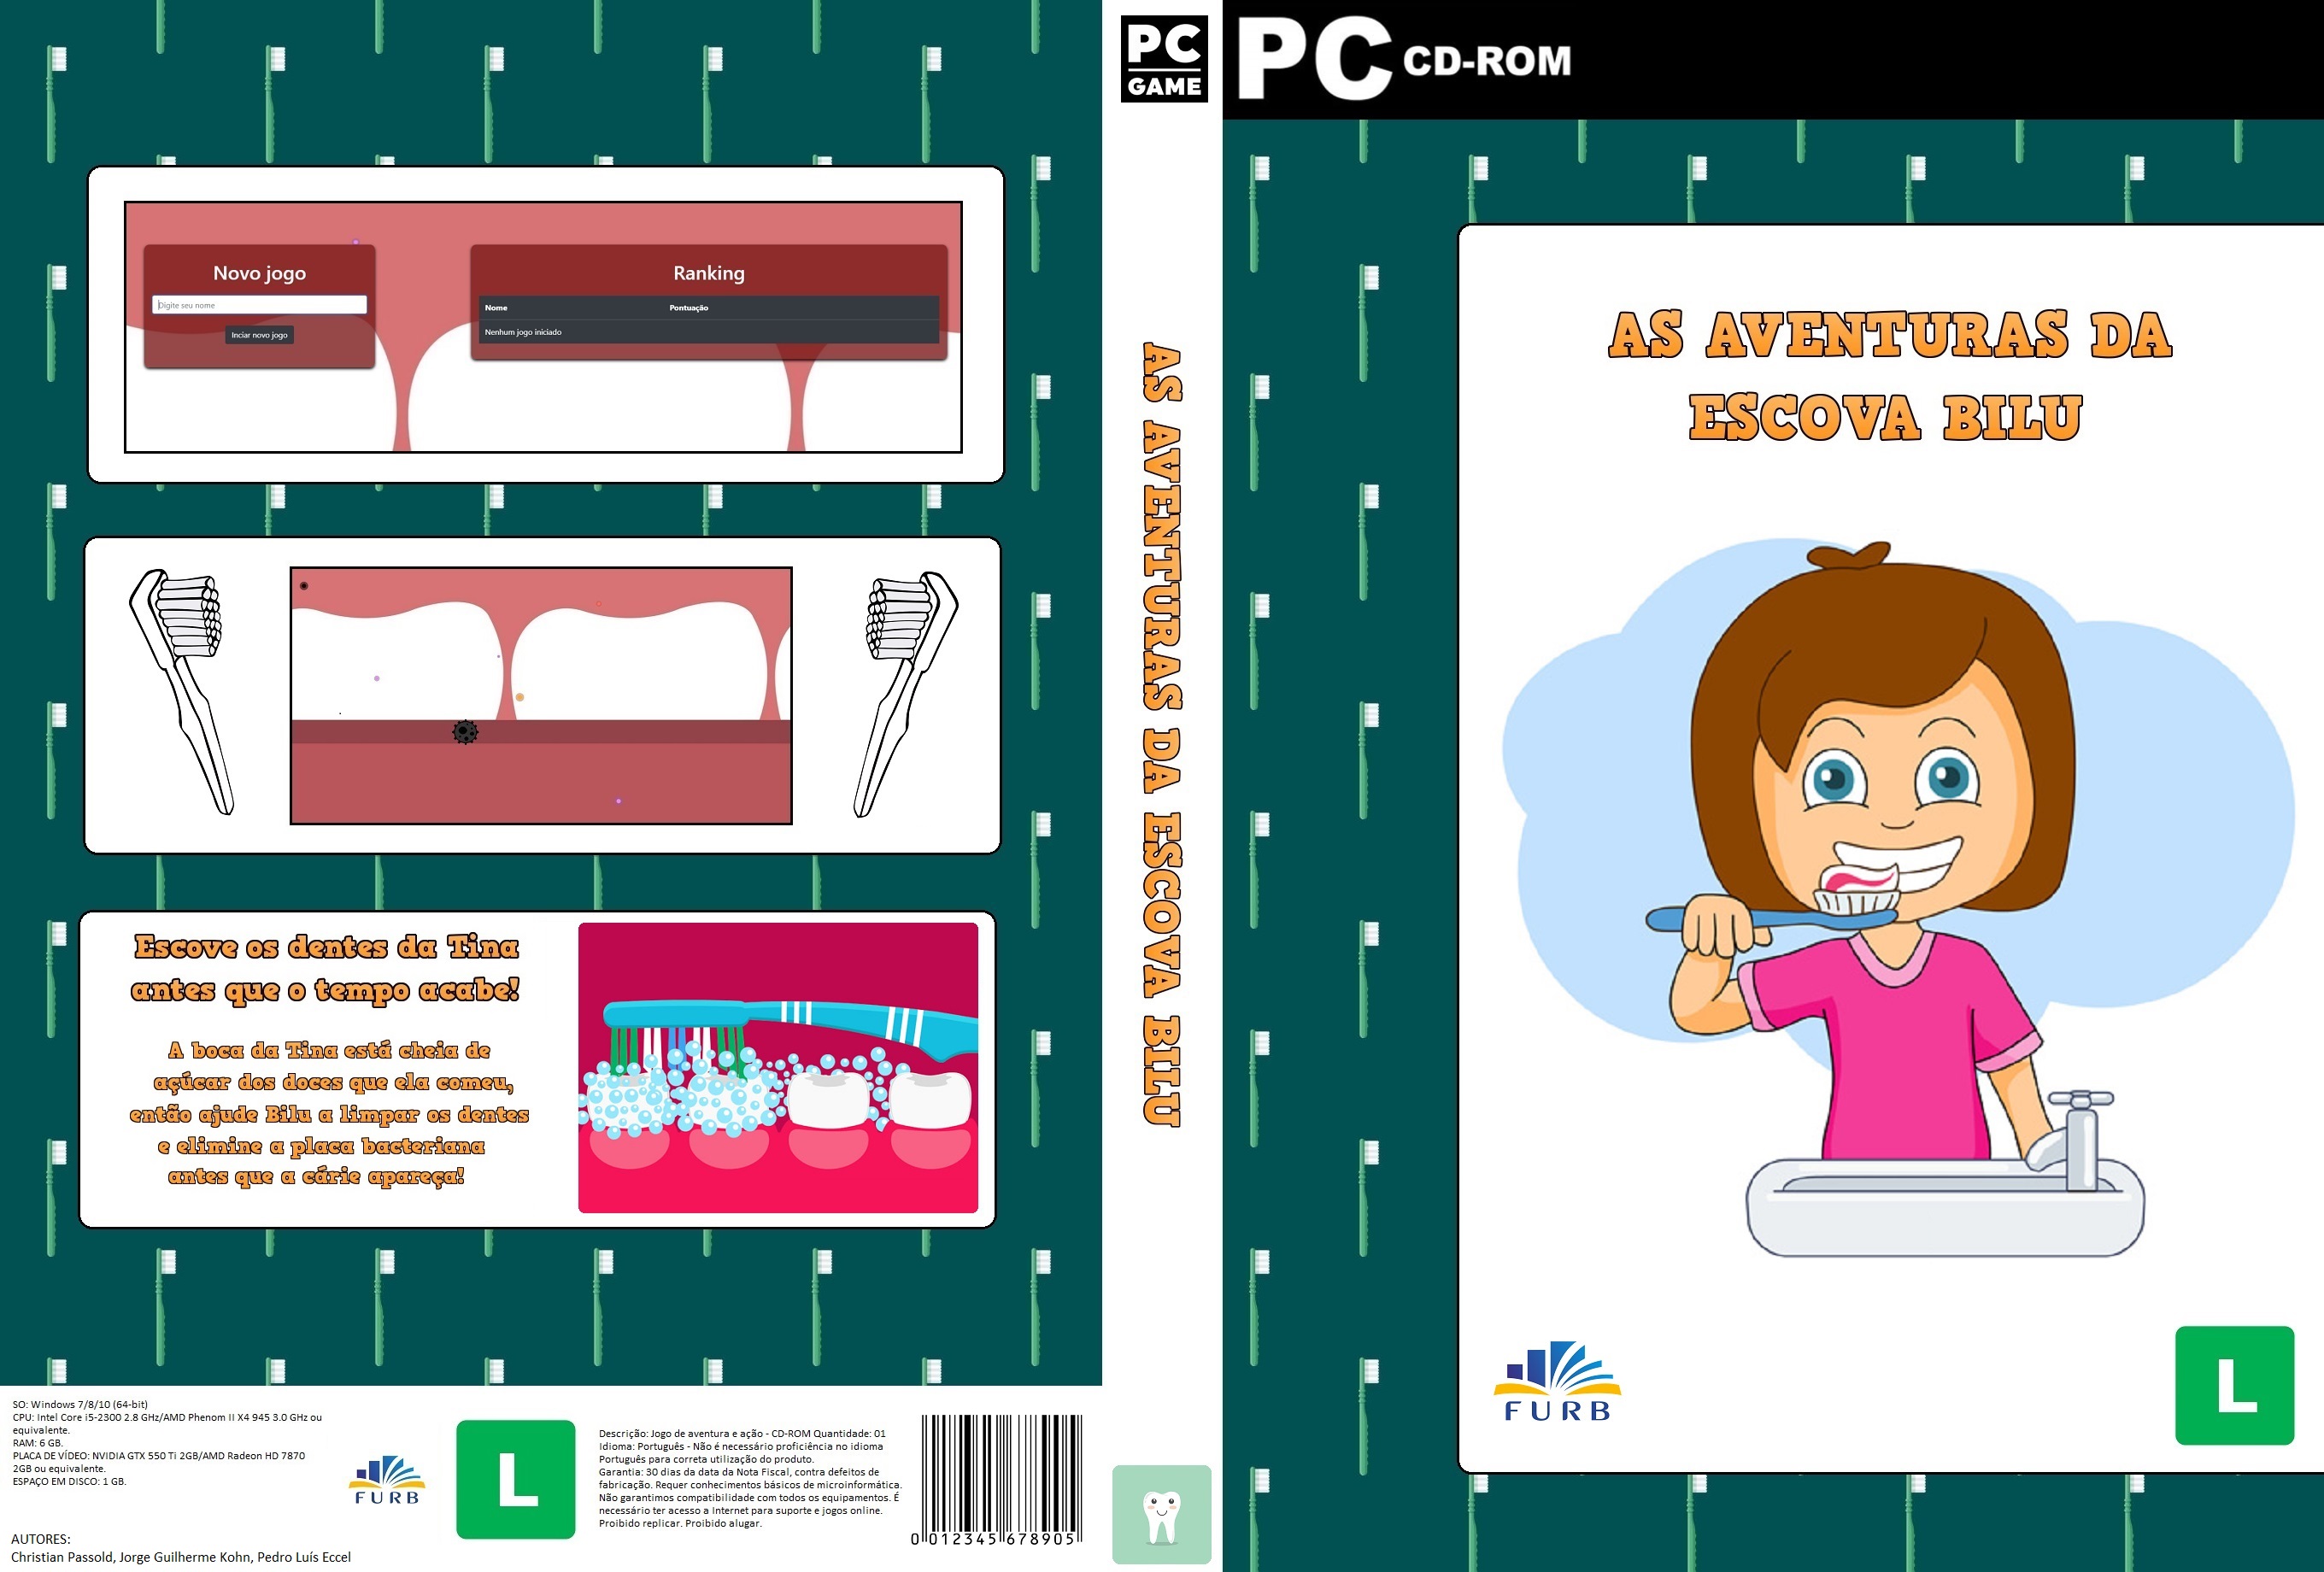 Novo jogo
Digite seu nome
Inciar novo jogo
Ranking
Nome Pontuação
Nenhum jogo iniciado
Escove os dentes da Tina
antes que o tempo acabe!
A boca da Tina está cheia de
açúcar dos doces que ela comeu,
então ajude Bilu a limpar os dentes
e elimine a placa bacteriana
antes que a cárie apareça!
SO: Windows 7/8/10 (64-bit)
CPU: Intel Core i5-2300 2.8 GHz/AMD Phenom II X4 945 3.0 GHz ou
equivalente.
RAM: 6 GB.
PLACA DE VÍDEO: NVIDIA GTX 550 Ti 2GB/AMD Radeon HD 7870
2GB ou equivalente.
ESPAÇO EM DISCO: 1 GB.
AUTORES:
Christian Passold, Jorge Guilherme Kohn, Pedro Luís Eccel
FURB
L
Descrição: Jogo de aventura e ação - CD-ROM Quantidade: 01
Idioma: Português - Não é necessário proficiência no idioma
Português para correta utilização do produto.
Garantia: 30 dias da data da Nota Fiscal, contra defeitos de
fabricação. Requer conhecimentos básicos de microinformática.
Não garantimos compatibilidade com todos os equipamentos. É
necessário ter acesso a Internet para suporte e jogos online.
Proibido replicar. Proibido alugar.
0 012345 678905
PC
GAME
AS AVENTURAS DA ESCOVA BILU
PC CD-ROM
AS AVENTURAS DA
ESCOVA BILU
FURB
L